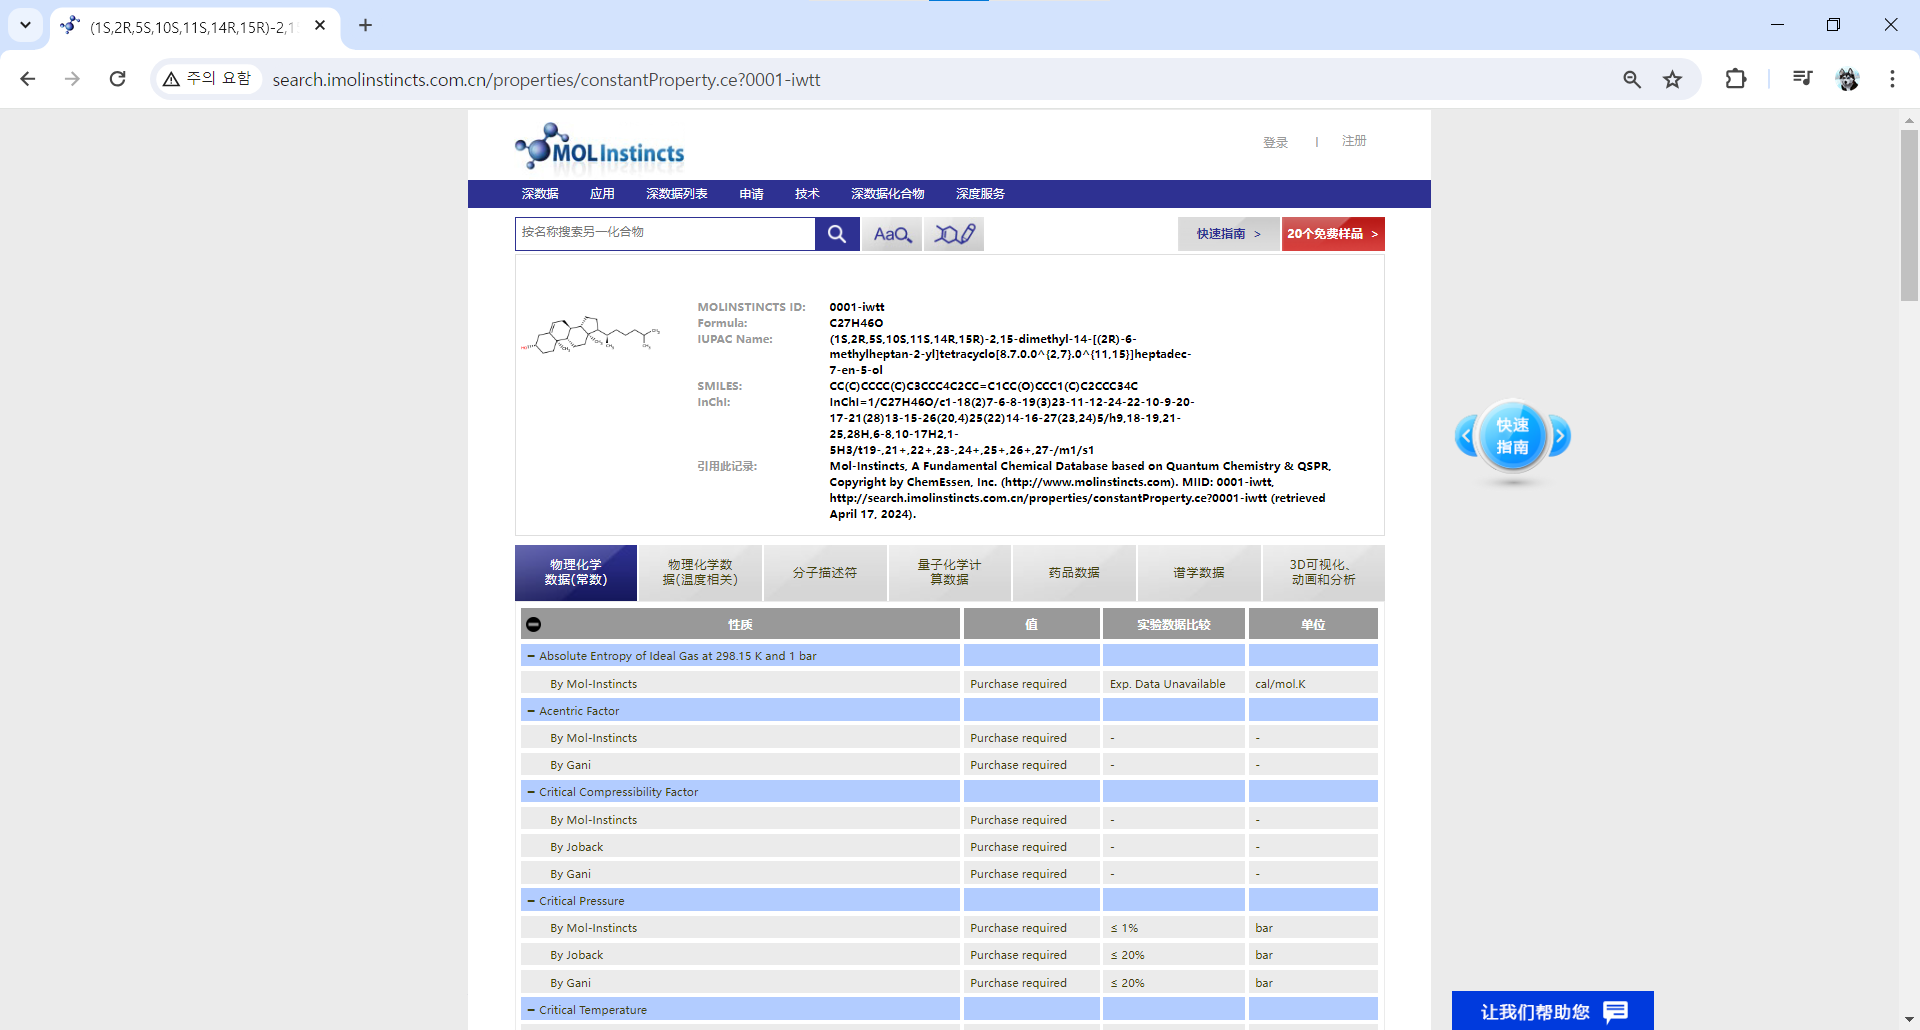 (1S,2R,5S,10S,11S,14R,15R)-2,1
주의 요함
search.imolinstincts.com.cn/properties/constantProperty.ce?0001-iwtt
MOLInstincts
登录 | 注册
深数据 应用 深数据列表 申请 技术 深数据化合物 深度服务
按名称搜索另一化合物
AaQ
快速指南 >
20个免费样品 >
MOLINSTINCTS ID: 0001-iwtt
Formula: C27H46O
IUPAC Name: (1S,2R,5S,10S,11S,14R,15R)-2,15-dimethyl-14-[(2R)-6-
methylheptan-2-yl]tetracyclo[8.7.0.0^{2,7}.0^{11,15}]heptadec-
7-en-5-ol
SMILES: CC(C)CCCC(C)C3CCC4C2CC=C1CC(O)CCC1(C)C2CCC34C
InChI: InChI=1/C27H46O/c1-18(2)7-6-8-19(3)23-11-12-24-22-10-9-20-
17-21(28)13-15-26(20,4)25(22)14-16-27(23,24)5/h9,18-19,21-
25,28H,6-8,10-17H2,1-
5H3/t19-,21+,22+,23-,24+,25+,26+,27-/m1/s1
引用此记录: Mol-Instincts, A Fundamental Chemical Database based on Quantum Chemistry & QSPR,
Copyright by ChemEssen, Inc. (http://www.molinstincts.com). MIID: 0001-iwtt,
http://search.imolinstincts.com.cn/properties/constantProperty.ce?0001-iwtt (retrieved
April 17, 2024).
快速
指南
物理化学
数据(常数)
物理化学数
据(温度相关)
分子描述符
量子化学计
算数据
药品数据
谱学数据
3D可视化、
动画和分析
性质 值 实验数据比较 单位
− Absolute Entropy of Ideal Gas at 298.15 K and 1 bar
By Mol-Instincts Purchase required Exp. Data Unavailable cal/mol.K
− Acentric Factor
By Mol-Instincts Purchase required - -
By Gani Purchase required - -
− Critical Compressibility Factor
By Mol-Instincts Purchase required - -
By Joback Purchase required - -
By Gani Purchase required - -
− Critical Pressure
By Mol-Instincts Purchase required ≤ 1% bar
By Joback Purchase required ≤ 20% bar
By Gani Purchase required ≤ 20% bar
− Critical Temperature
让我们帮助您